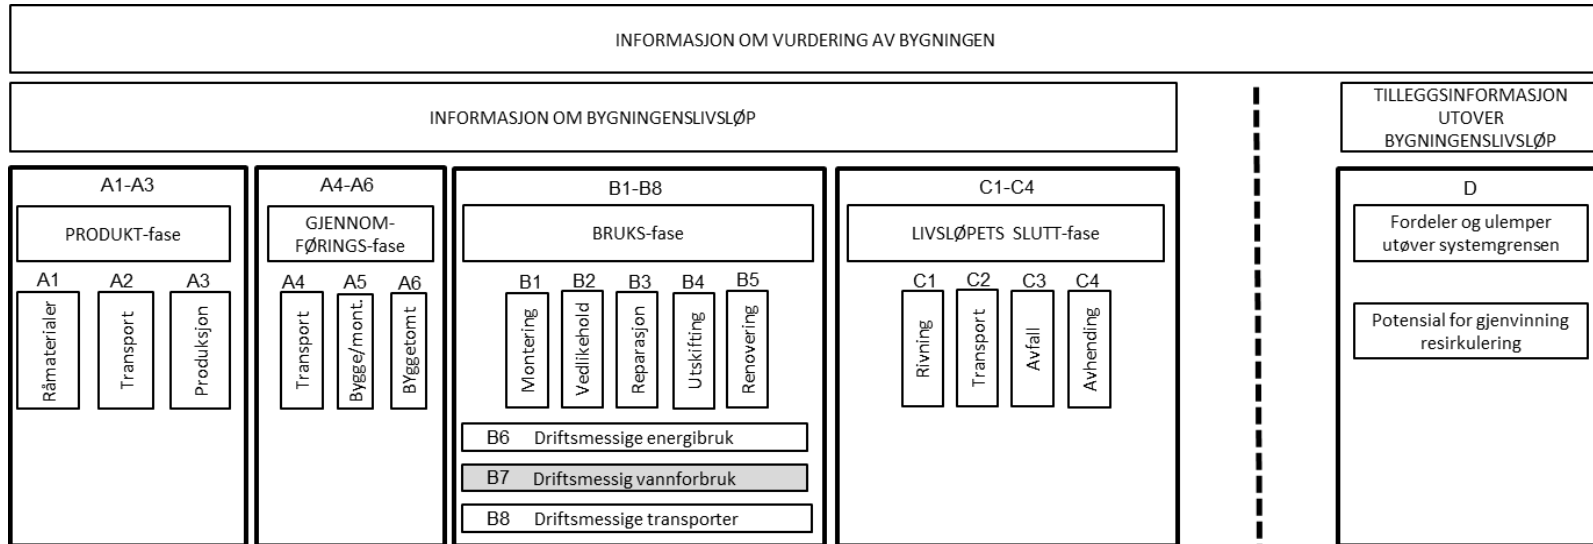 INFORMASJON OM VURDERING AV BYGNINGEN
INFORMASJON OM BYGNINGENSLIVSLØP
TILLEGGSINFORMASJON
UTOVER
BYGNINGENSLIVSLØP
A1-A3
PRODUKT-fase
A1 A2 A3
Råmaterialer
Transport
Produksjon
A4-A6
GJENNOM-
FØRINGS-fase
A4 A5 A6
Transport
Bygge/mont.
BYggetomt
B1-B8
BRUKS-fase
B1 B2 B3 B4 B5
Montering
Vedlikehold
Reparasjon
Utskifting
Renovering
B6 Driftsmessige energibruk
B7 Driftsmessig vannforbruk
B8 Driftsmessige transporter
C1-C4
LIVSLØPETS SLUTT-fase
C1 C2 C3 C4
Rivning
Transport
Avfall
Avhending
D
Fordeler og ulemper
utøver systemgrensen
Potensial for gjenvinning
resirkulering